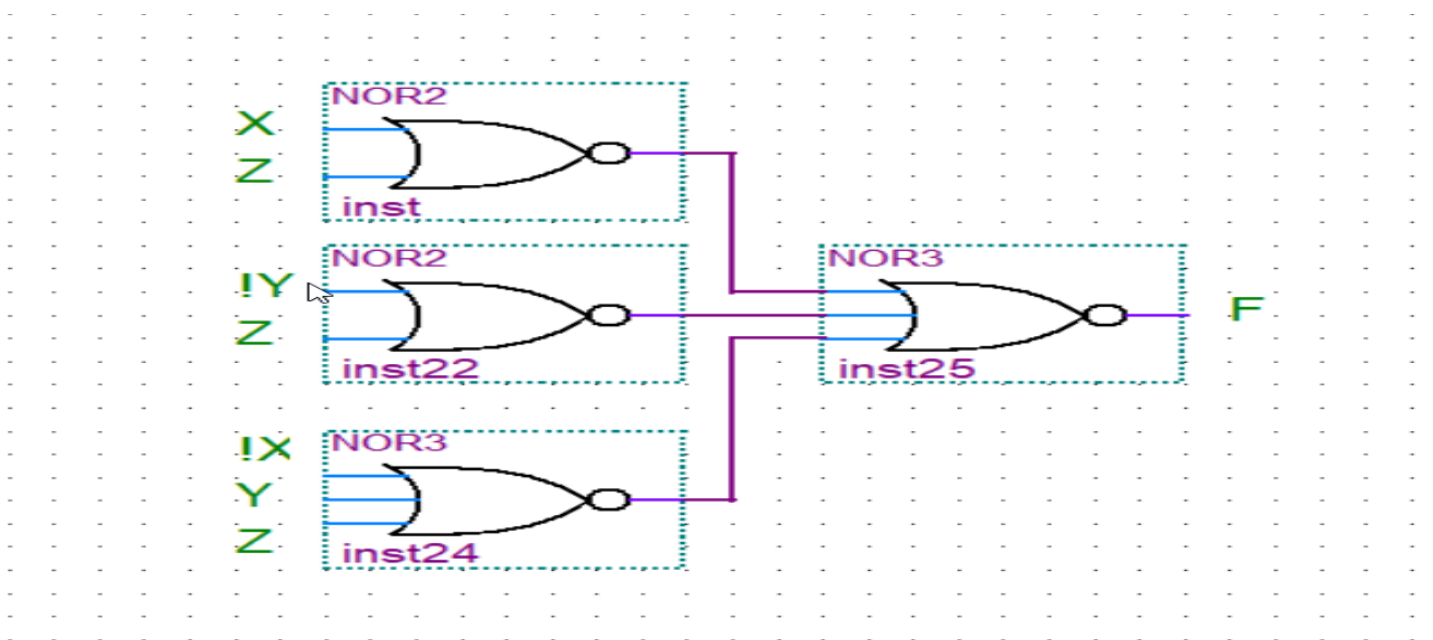 NOR2
X
Z
inst
NOR2
!Y
Z
inst22
NOR3
F
inst25
NOR3
!X
Y
Z
inst24